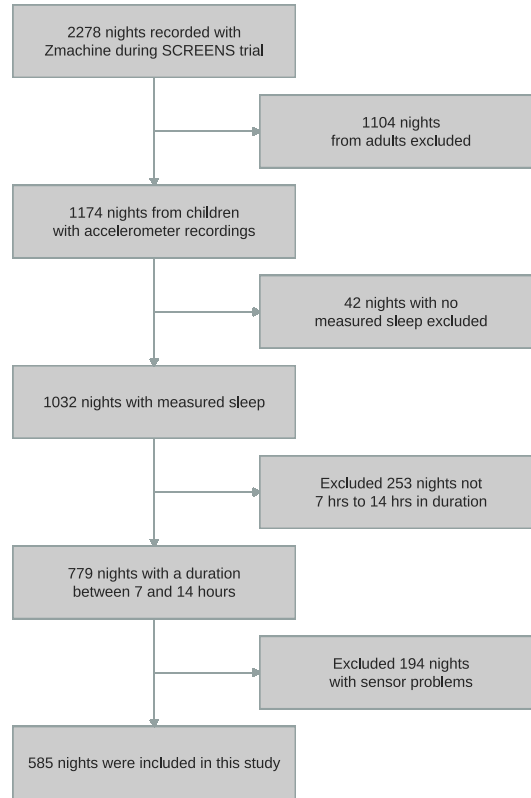 2278 nights recorded with
Zmachine during SCREENS trial
1104 nights
from adults excluded
1174 nights from children
with accelerometer recordings
42 nights with no
measured sleep excluded
1032 nights with measured sleep
Excluded 253 nights not
7 hrs to 14 hrs in duration
779 nights with a duration
between 7 and 14 hours
Excluded 194 nights
with sensor problems
585 nights were included in this study